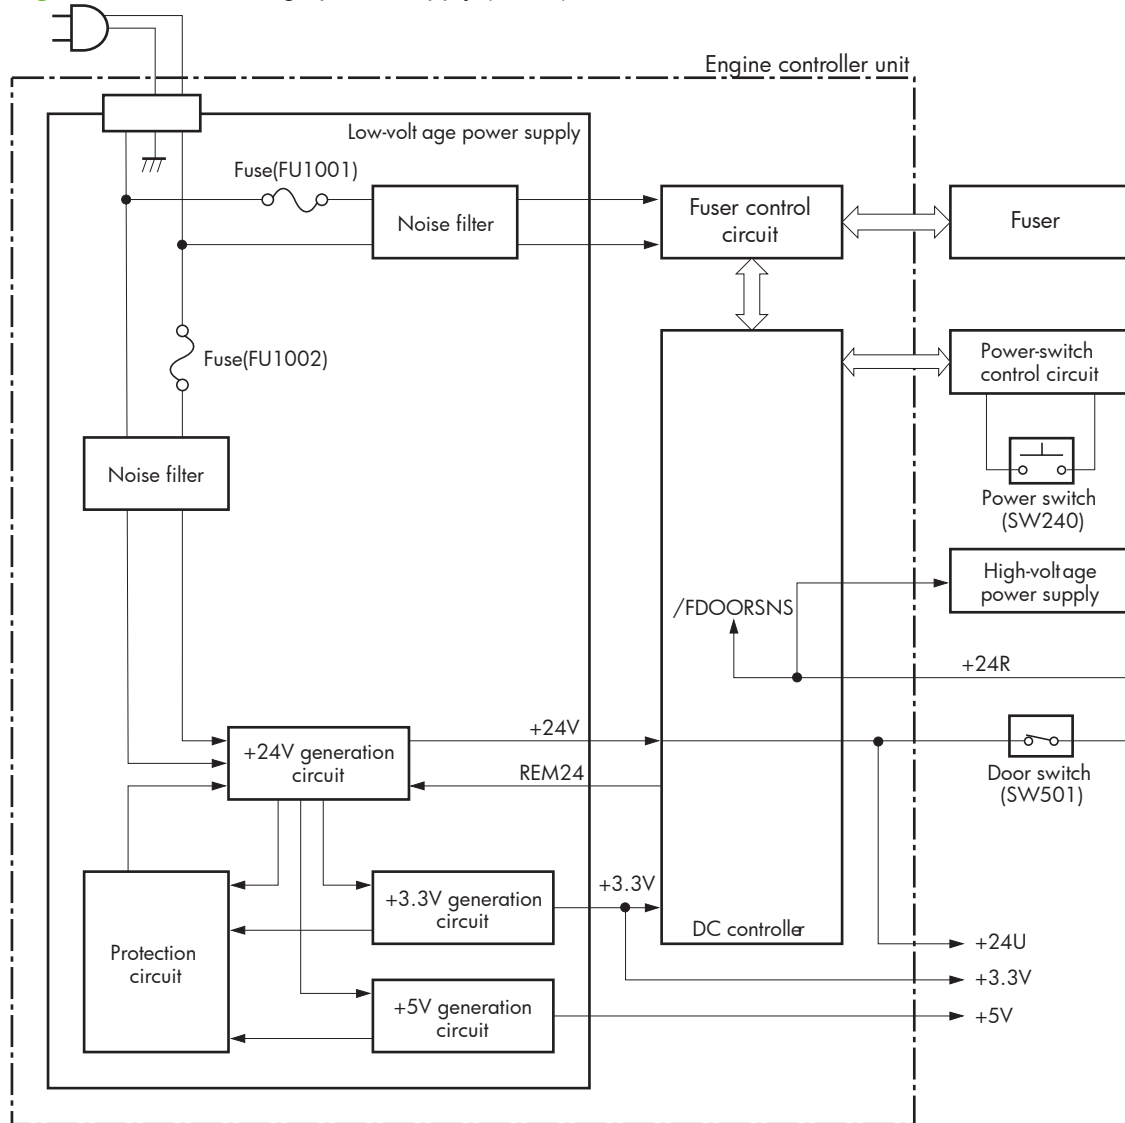 Engine controller unit
Low-volt age power supply
Fuse(FU1001)
Noise filter
Fuser control
circuit
Fuser
Fuse(FU1002)
Power-switch
control circuit
Noise filter
Power switch
(SW240)
High-voltage
power supply
/FDOORSNS
+24R
+24V
+24V generation
circuit
REM24
Door switch
(SW501)
+3.3V
+3.3V generation
circuit
DC controller
Protection
circuit
+24U
+3.3V
+5V generation
circuit
+5V